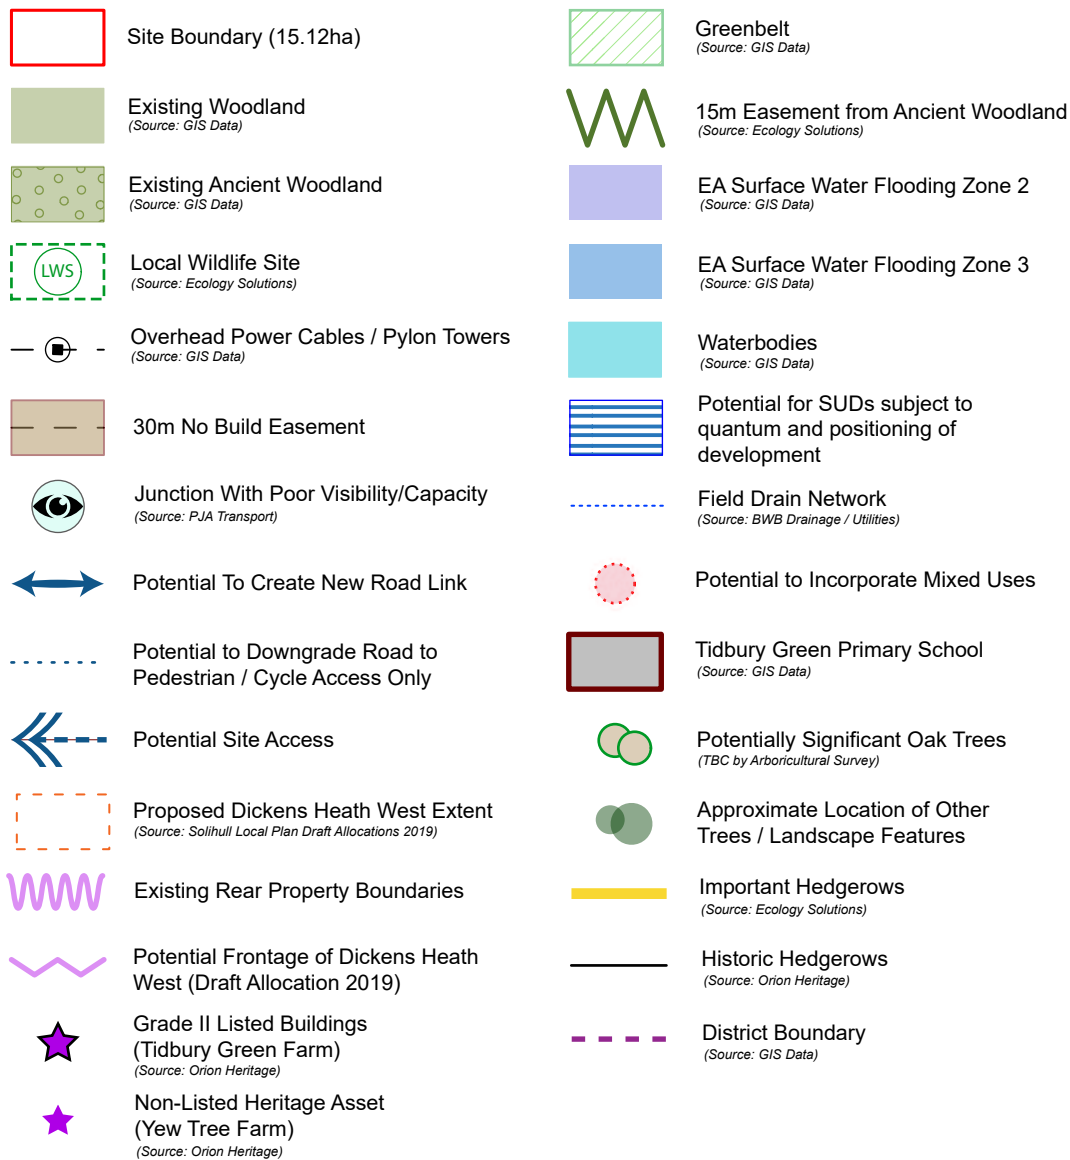 Site Boundary (15.12ha)
Existing Woodland
(Source: GIS Data)
Existing Ancient Woodland
(Source: GIS Data)
LWS
Local Wildlife Site
(Source: Ecology Solutions)
Overhead Power Cables / Pylon Towers
(Source: GIS Data)
30m No Build Easement
Junction With Poor Visibility/Capacity
(Source: PJA Transport)
Potential To Create New Road Link
Potential to Downgrade Road to
Pedestrian / Cycle Access Only
Potential Site Access
Proposed Dickens Heath West Extent
(Source: Solihull Local Plan Draft Allocations 2019)
Existing Rear Property Boundaries
Potential Frontage of Dickens Heath
West (Draft Allocation 2019)
Grade II Listed Buildings
(Tidbury Green Farm)
(Source: Orion Heritage)
Non-Listed Heritage Asset
(Yew Tree Farm)
(Source: Orion Heritage)
Greenbelt
(Source: GIS Data)
15m Easement from Ancient Woodland
(Source: Ecology Solutions)
EA Surface Water Flooding Zone 2
(Source: GIS Data)
EA Surface Water Flooding Zone 3
(Source: GIS Data)
Waterbodies
(Source: GIS Data)
Potential for SUDs subject to
quantum and positioning of
development
Field Drain Network
(Source: BWB Drainage / Utilities)
Potential to Incorporate Mixed Uses
Tidbury Green Primary School
(Source: GIS Data)
Potentially Significant Oak Trees
(TBC by Arboricultural Survey)
Approximate Location of Other
Trees / Landscape Features
Important Hedgerows
(Source: Ecology Solutions)
Historic Hedgerows
(Source: Orion Heritage)
District Boundary
(Source: GIS Data)